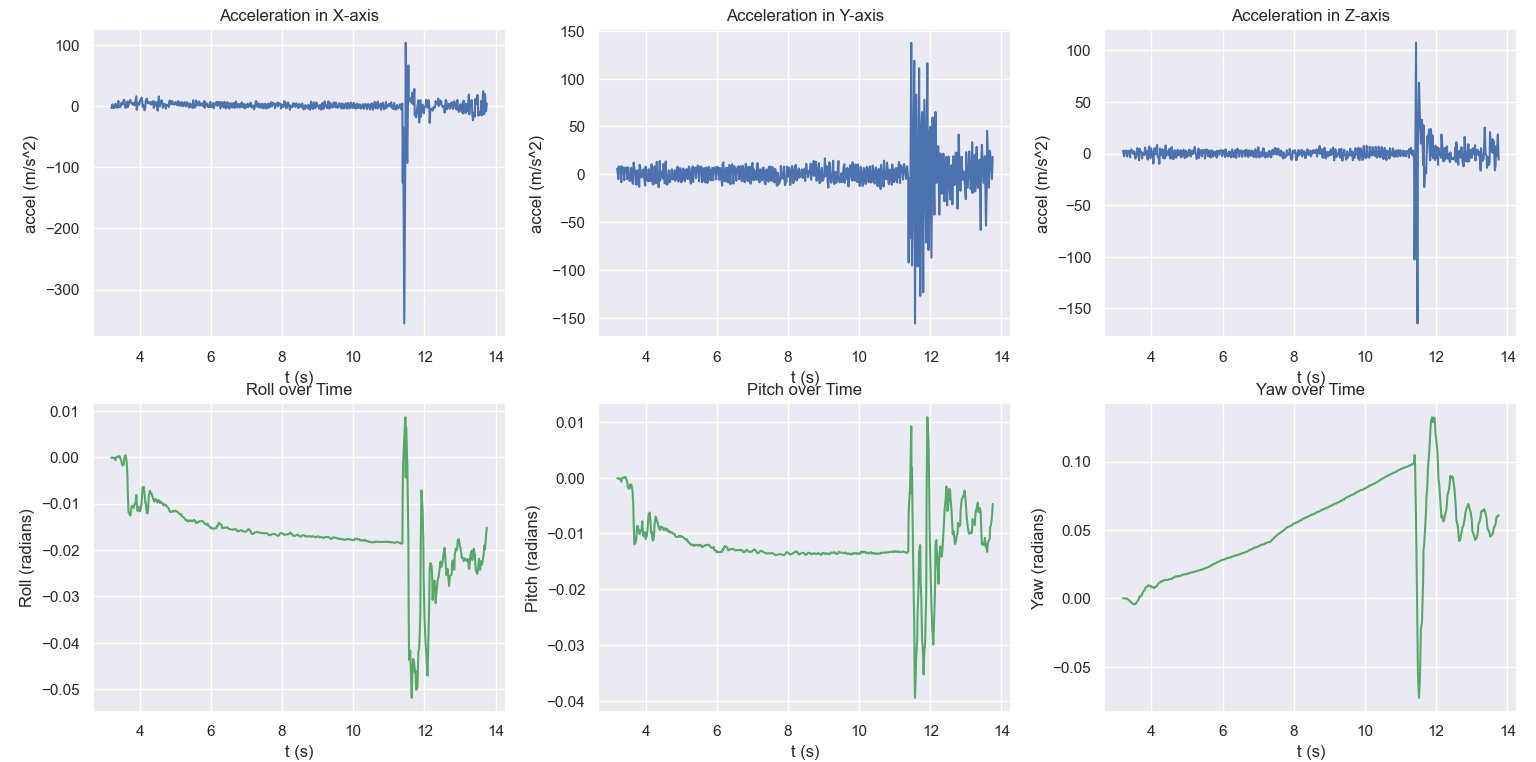 Acceleration in X-axis
accel (m/s^2)
100
0
−100
−200
−300
4 6 8 10 12 14
t (s)
Acceleration in Y-axis
accel (m/s^2)
150
100
50
0
−50
−100
−150
4 6 8 10 12 14
t (s)
Acceleration in Z-axis
accel (m/s^2)
100
50
0
−50
−100
−150
4 6 8 10 12 14
t (s)
Roll over Time
Roll (radians)
0.01
0.00
−0.01
−0.02
−0.03
−0.04
−0.05
4 6 8 10 12 14
t (s)
Pitch over Time
Pitch (radians)
0.01
0.00
−0.01
−0.02
−0.03
−0.04
4 6 8 10 12 14
t (s)
Yaw over Time
Yaw (radians)
0.10
0.05
0.00
−0.05
4 6 8 10 12 14
t (s)